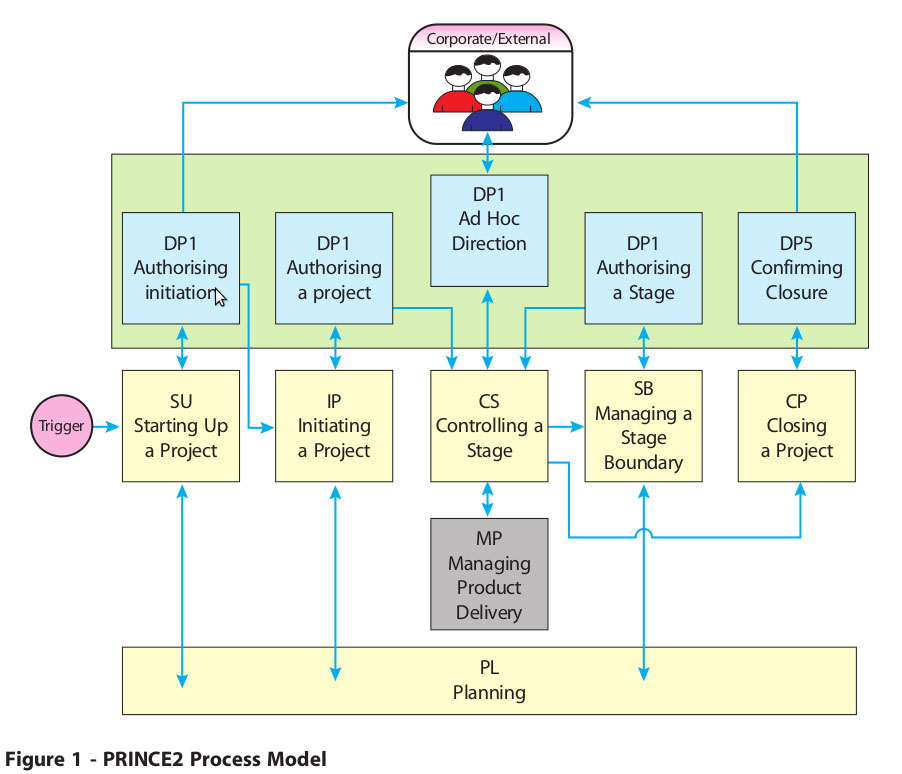 Corporate/External
DP1
Authorising
initiation
DP1
Authorising
a project
DP1
Ad Hoc
Direction
DP1
Authorising
a Stage
DP5
Confirming
Closure
Trigger
SU
Starting Up
a Project
IP
Initiating
a Project
CS
Controlling a
Stage
SB
Managing a
Stage
Boundary
CP
Closing
a Project
MP
Managing
Product
Delivery
PL
Planning
Figure 1 - PRINCE2 Process Model